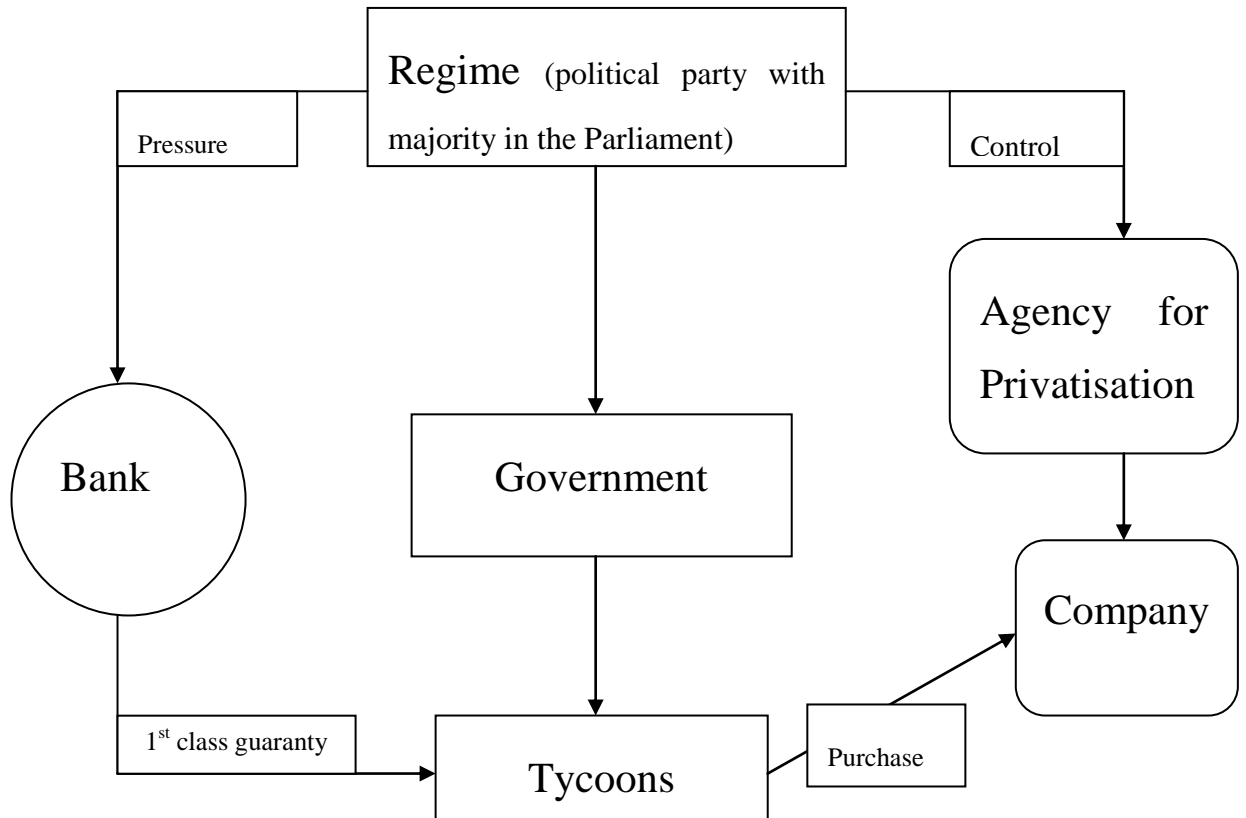 Regime (political party with
majority in the Parliament)
Pressure
Control
Agency for
Privatisation
Bank
Government
Company
1st class guaranty
Purchase
Tycoons